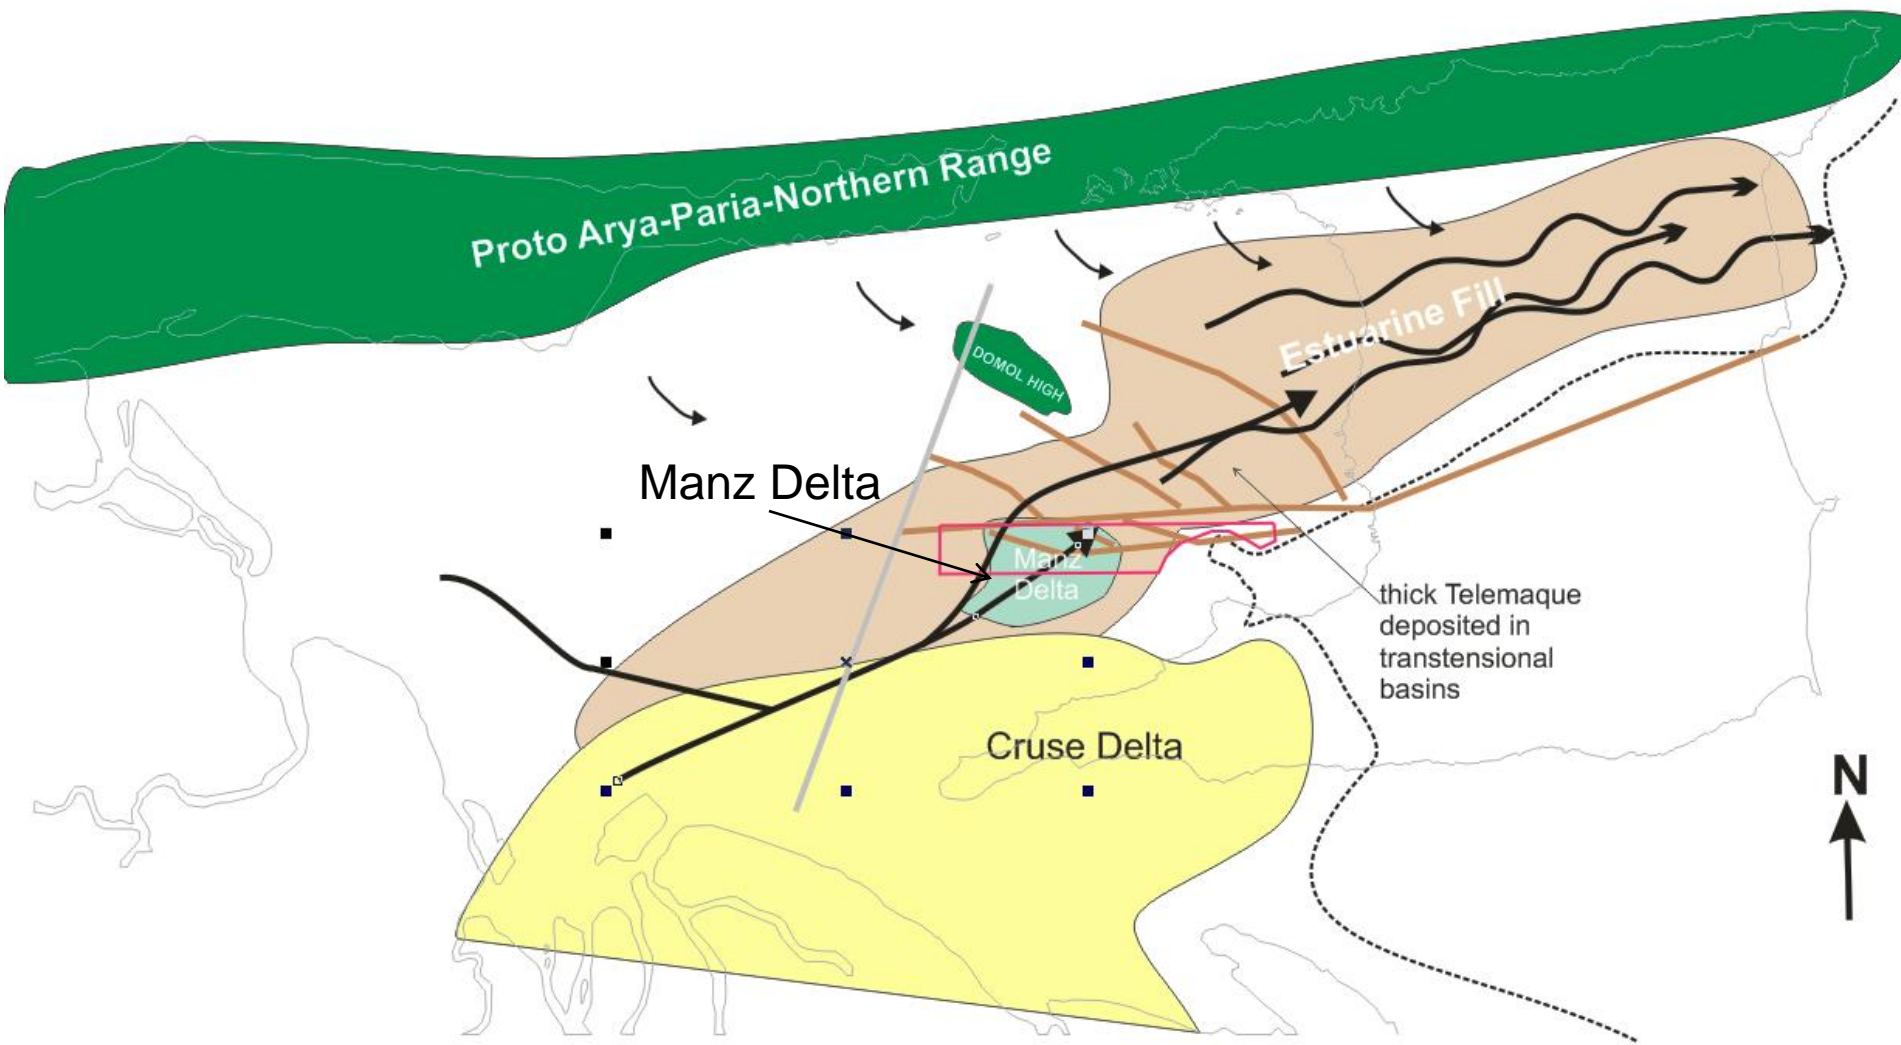 Proto Arya-Paria-Northern Range
DOMOL HIGH
Estuarine Fill
Manz Delta
Manz
Delta
thick Telemaque
deposited in
transtensional
basins
Cruse Delta
N